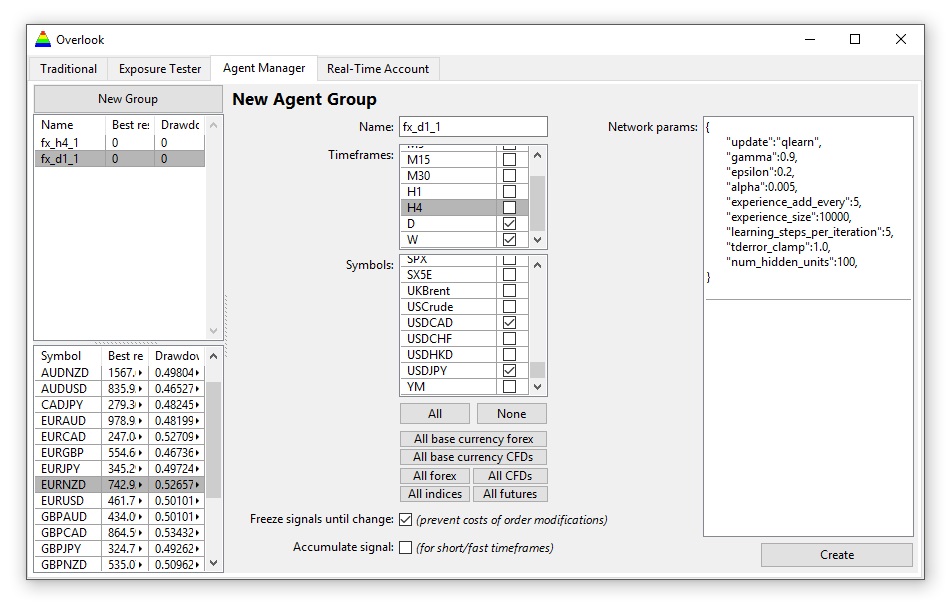 Overlook
Traditional Exposure Tester Agent Manager Real-Time Account
New Group
Name Best re: Drawdc
fx_h4_1 0 0
fx_d1_1 0 0
Symbol Best re Drawdov
AUDNZD 1567. 0.49804
AUDUSD 835.9 0.46527
CADJPY 279.3 0.48245
EURAUD 978.9 0.48199
EURCAD 247.0 0.52709
EURGBP 554.6 0.46736
EURJPY 345.2 0.49724
EURNZD 742.9 0.52657
EURUSD 461.7 0.50101
GBPAUD 434.0 0.50101
GBPCAD 864.5 0.53432
GBPJPY 324.7 0.49262
GBPNZD 535.0 0.50962
New Agent Group
Name: fx_d1_1
Timeframes:
M15
M30
H1
H4
D
W
Symbols:
SPX
SX5E
UKBrent
USCrude
USDCAD
USDCHF
USDHKD
USDJPY
YM
All None
All base currency forex
All base currency CFDs
All forex All CFDs
All indices All futures
Freeze signals until change: (prevent costs of order modifications)
Accumulate signal: (for short/fast timeframes)
Network params:
{
"update":"qlearn",
"gamma":0.9,
"epsilon":0.2,
"alpha":0.005,
"experience_add_every":5,
"experience_size":10000,
"learning_steps_per_iteration":5,
"tderror_clamp":1.0,
"num_hidden_units":100,
}
Create